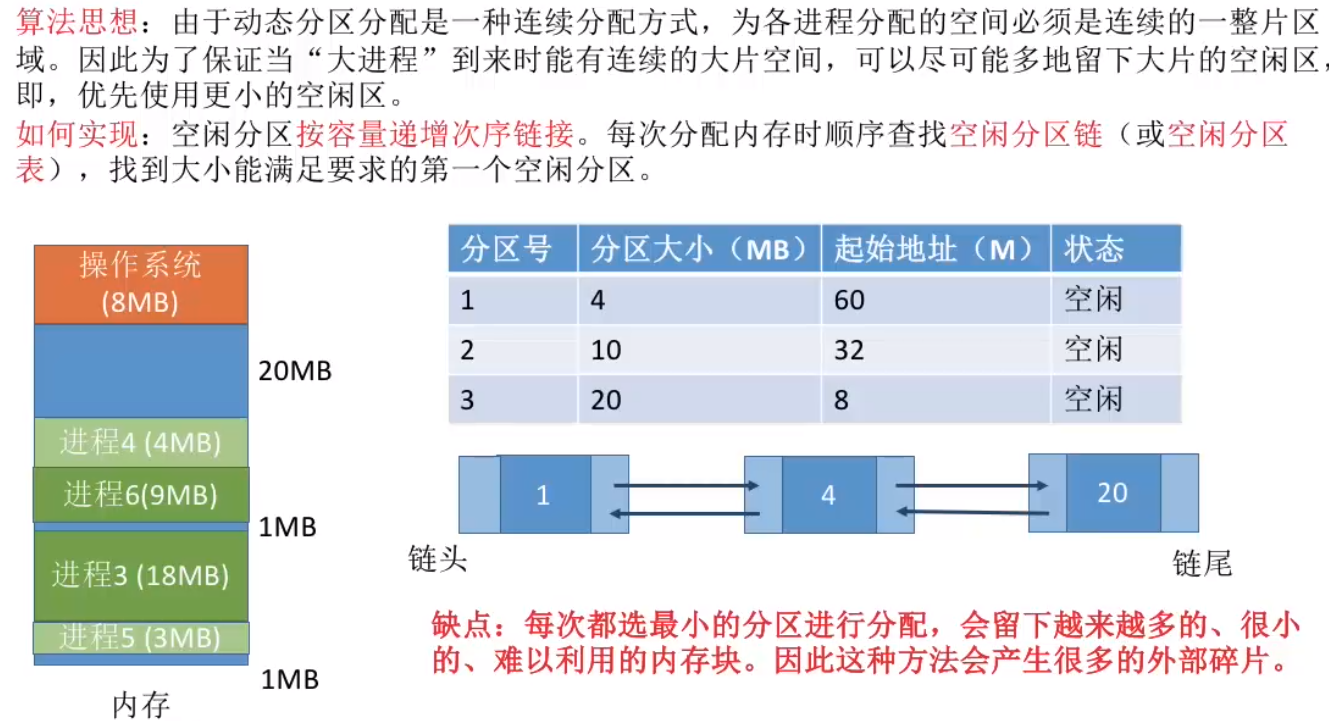 算法思想：由于动态分区分配是一种连续分配方式，为各进程分配的空间必须是连续的一整片区
域。因此为了保证当“大进程”到来时能有连续的大片空间，可以尽可能多地留下大片的空闲区，
即，优先使用更小的空闲区。
如何实现：空闲分区按容量递增次序链接。每次分配内存时顺序查找空闲分区链（或空闲分区
表），找到大小能满足要求的第一个空闲分区。
操作系统
(8MB)
20MB
进程4 (4MB)
进程6(9MB)
1MB
进程3 (18MB)
进程5 (3MB)
1MB
内存
分区号 分区大小（MB） 起始地址（M） 状态
1 4 60 空闲
2 10 32 空闲
3 20 8 空闲
1 4 20
链头 链尾
缺点：每次都选最小的分区进行分配，会留下越来越多的、很小
的、难以利用的内存块。因此这种方法会产生很多的外部碎片。